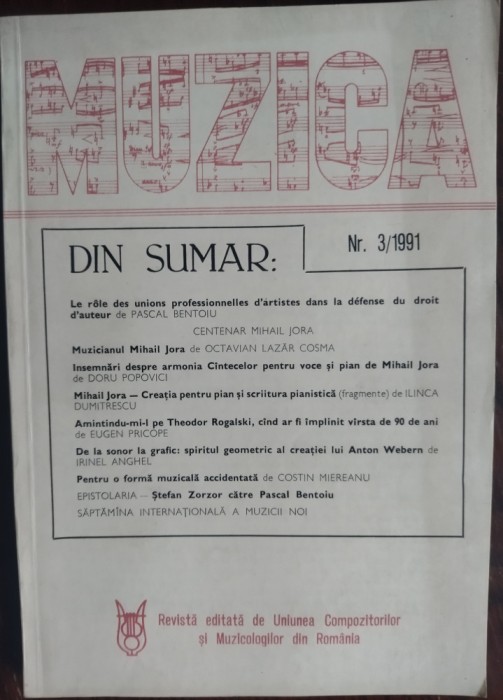 MUZICA
Nr. 3/1991
DIN SUMAR:
Le rôle des unions professionnelles d'artistes dans la défense du droit
d'auteur de PASCAL BENTOIU
CENTENAR MIHAIL JORA
Muzicianul Mihail Jora de OCTAVIAN LAZĂR COSMA
Insemnări despre armonia Cîntecelor pentru voce și pian de Mihail Jora
de DORU POPOVICI
Mihail Jora — Creația pentru pian și scriitura pianistică (fragmente) de ILINCA
DUMITRESCU
Amintindu-mi-l pe Theodor Rogalski, cînd ar fi împlinit vîrsta de 90 de ani
de EUGEN PRICOPE
De la sonor la grafic: spiritul geometric al creației lui Anton Webern de
IRINEL ANGHEL
Pentru o formă muzicală accidentată de COSTIN MIEREANU
EPISTOLARIA — Ștefan Zorzor către Pascal Bentoiu
SĂPTĂMÎNA INTERNAȚIONALĂ A MUZICII NOI
Revistă editată de Uniunea Compozitorilor
și Muzicologilor din România